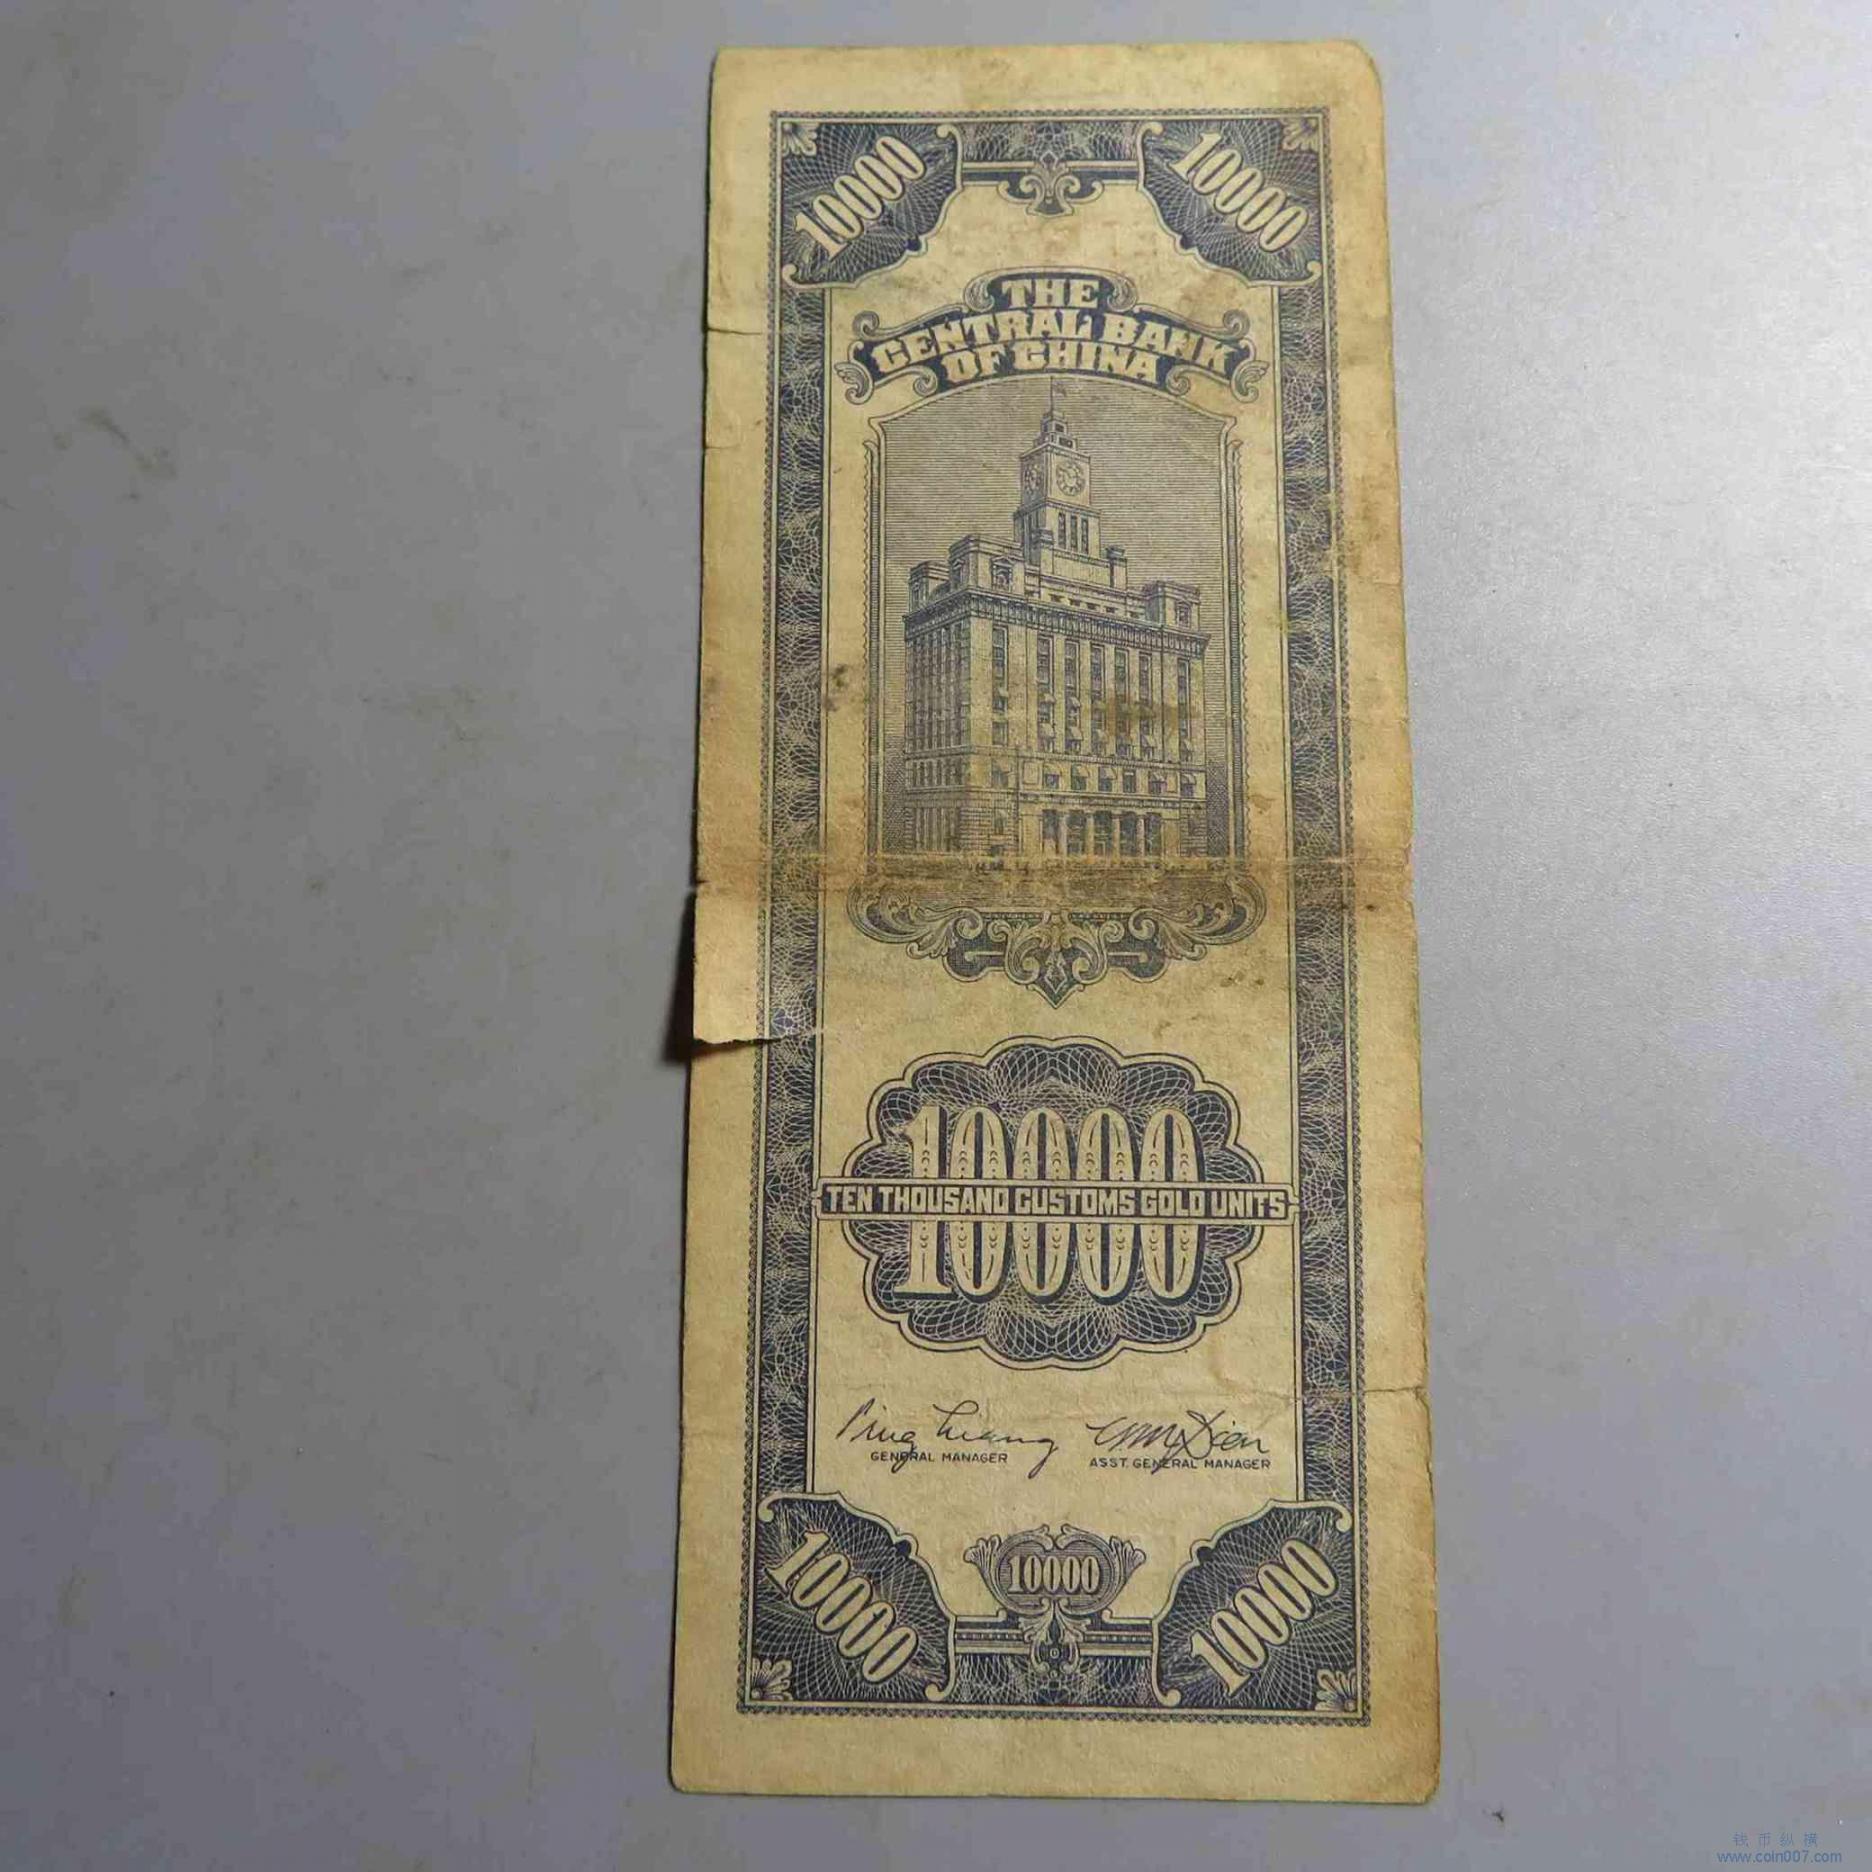 10000 10000
THE
CENTRAL BANK
OF CHINA
10000
TEN THOUSAND CUSTOMS GOLD UNITS
GENERAL MANAGER ASST. GENERAL MANAGER
10000 10000 10000
钱币纵横
www.coin007.com